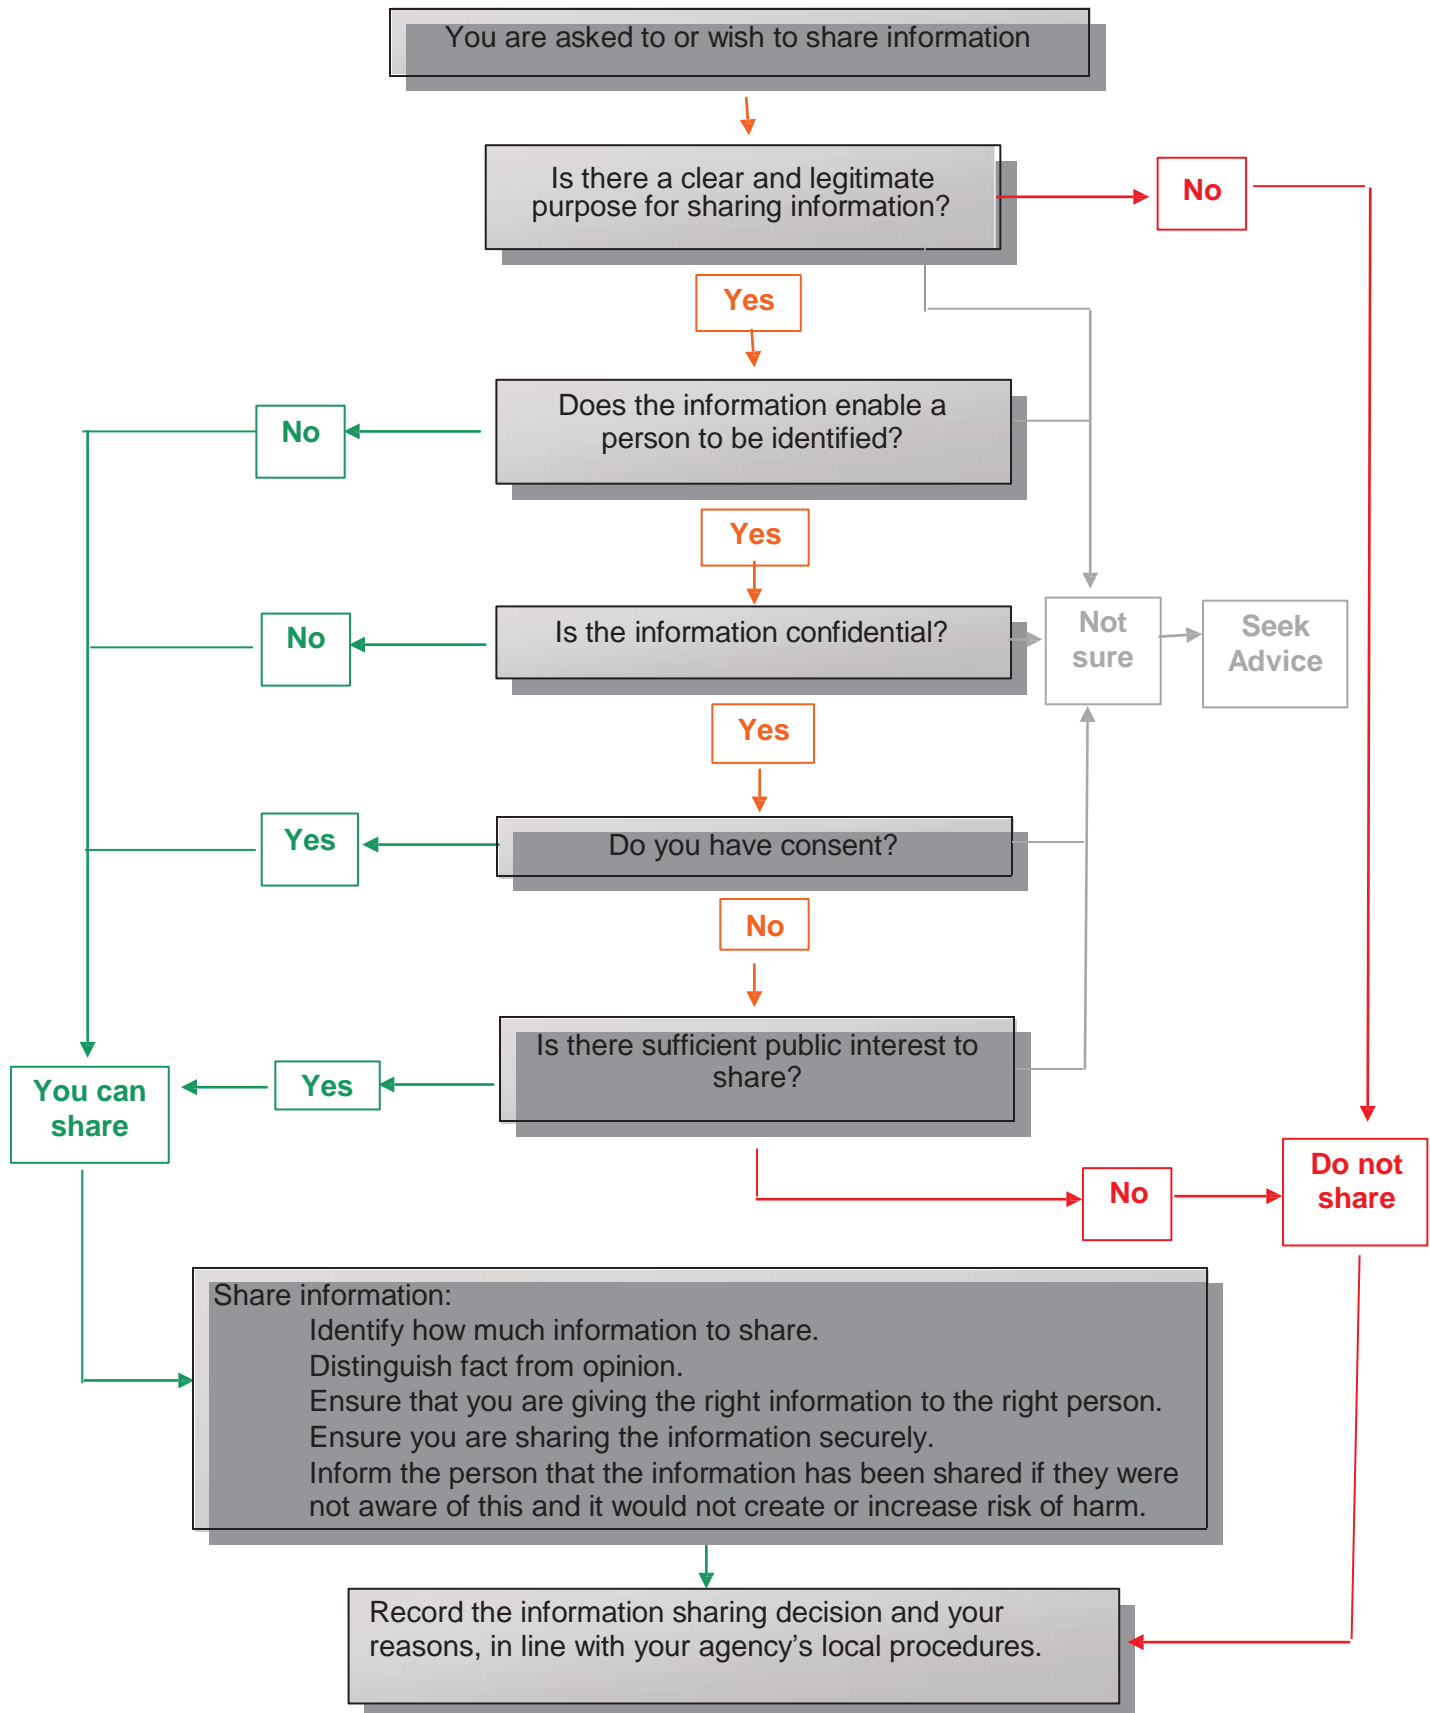 You are asked to or wish to share information
Is there a clear and legitimate
purpose for sharing information?
No
Yes
Does the information enable a
person to be identified?
No
Yes
Is the information confidential?
No
Not
sure
Seek
Advice
Yes
Do you have consent?
Yes
No
Is there sufficient public interest to
share?
Yes
You can
share
No
Do not
share
Share information:
Identify how much information to share.
Distinguish fact from opinion.
Ensure that you are giving the right information to the right person.
Ensure you are sharing the information securely.
Inform the person that the information has been shared if they were
not aware of this and it would not create or increase risk of harm.
Record the information sharing decision and your
reasons, in line with your agency’s local procedures.